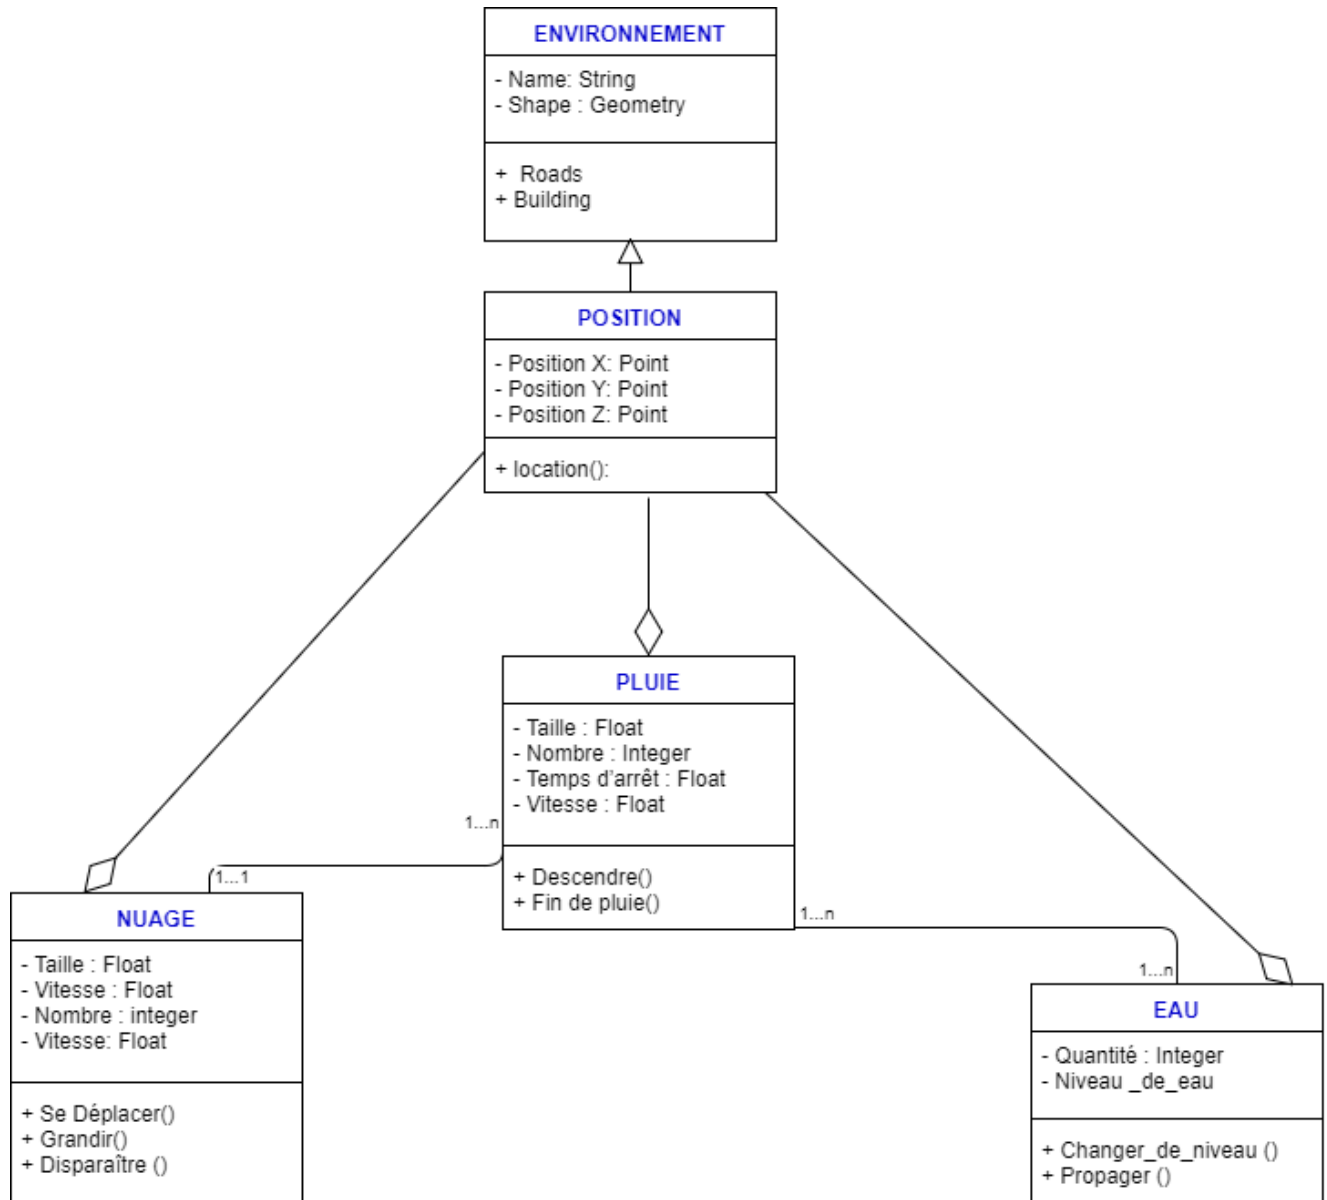 ENVIRONNEMENT
- Name: String
- Shape : Geometry
+  Roads
+ Building
POSITION
- Position X: Point
- Position Y: Point
- Position Z: Point
+ location():
PLUIE
- Taille : Float
- Nombre : Integer
- Temps d'arrêt : Float
- Vitesse : Float
+ Descendre()
+ Fin de pluie()
1...n
1...1
1...n
1...n
NUAGE
- Taille : Float
- Vitesse : Float
- Nombre : integer
- Vitesse: Float
+ Se Déplacer()
+ Grandir()
+ Disparaître ()
EAU
- Quantité : Integer
- Niveau _de_eau
+ Changer_de_niveau ()
+ Propager ()